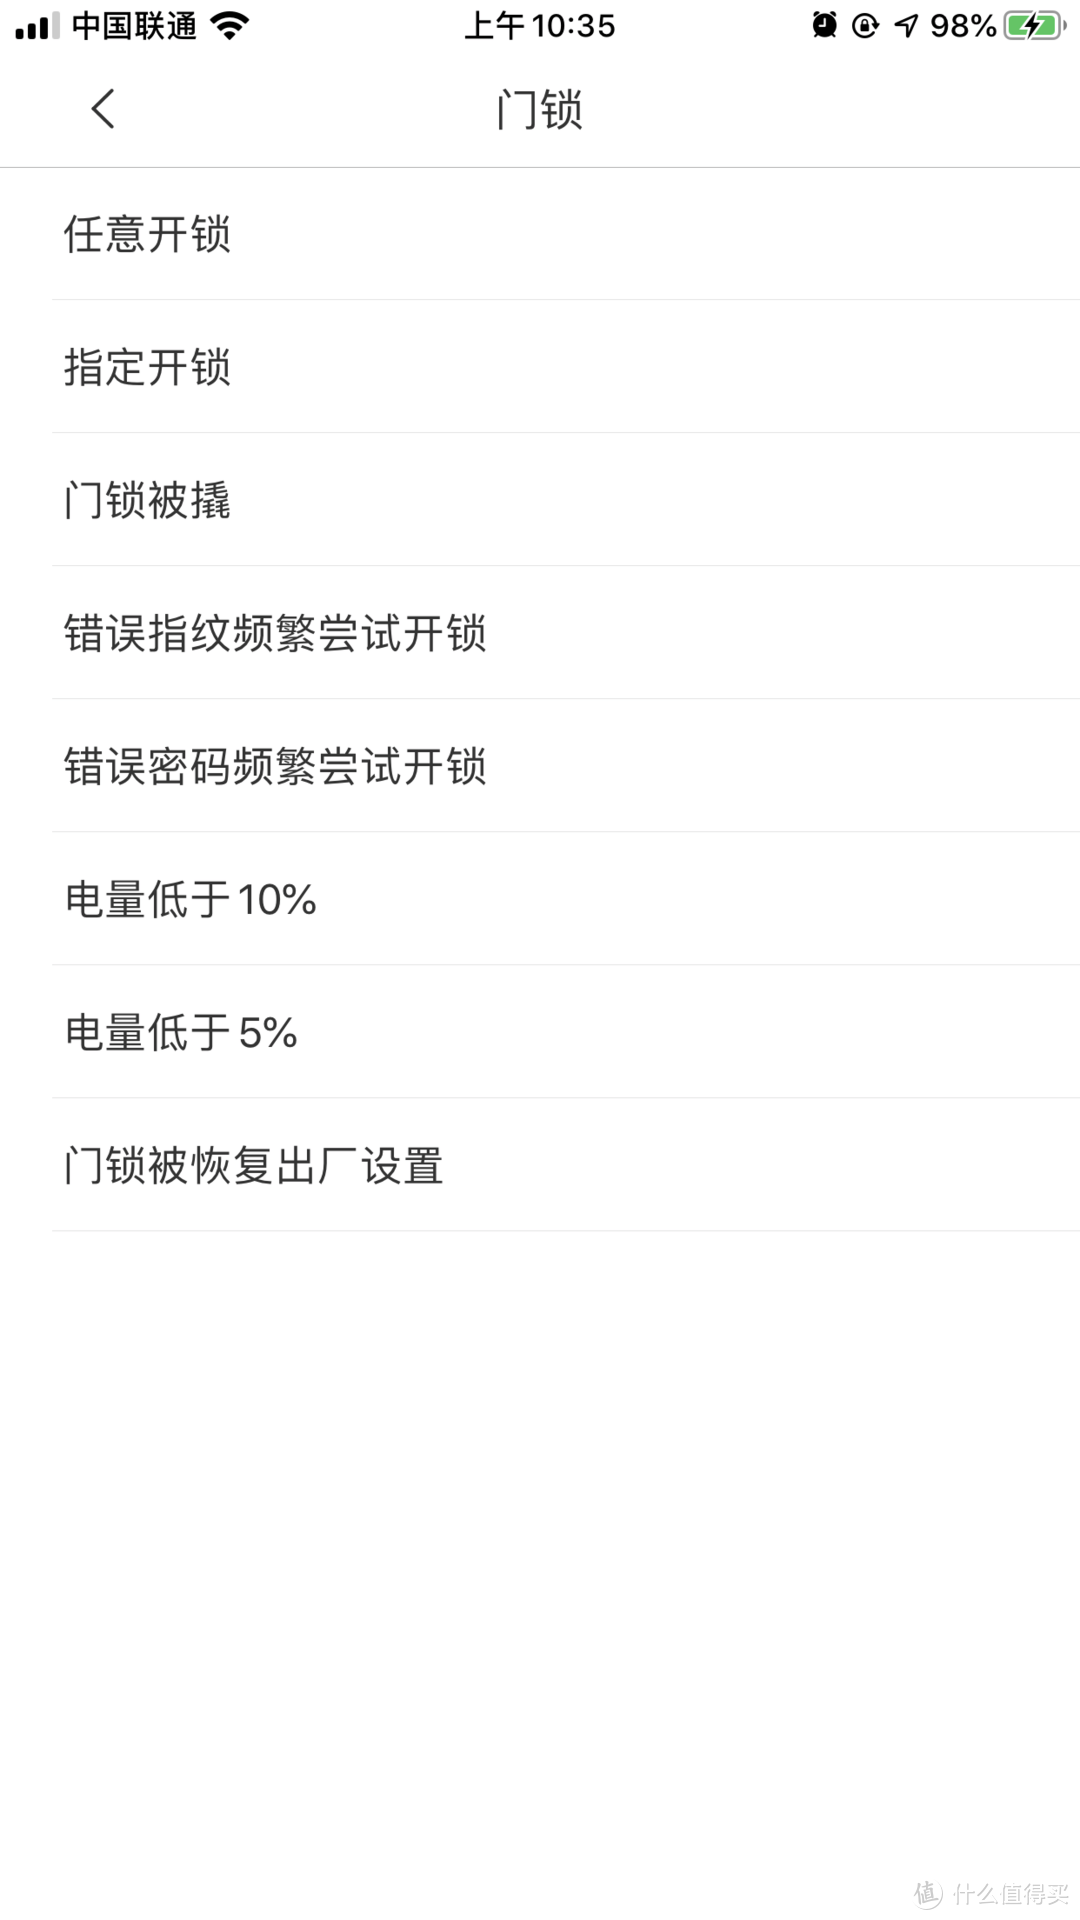 中国联通 上午10:35 98%
门锁
任意开锁
指定开锁
门锁被撬
错误指纹频繁尝试开锁
错误密码频繁尝试开锁
电量低于10%
电量低于5%
门锁被恢复出厂设置
值 什么值得买